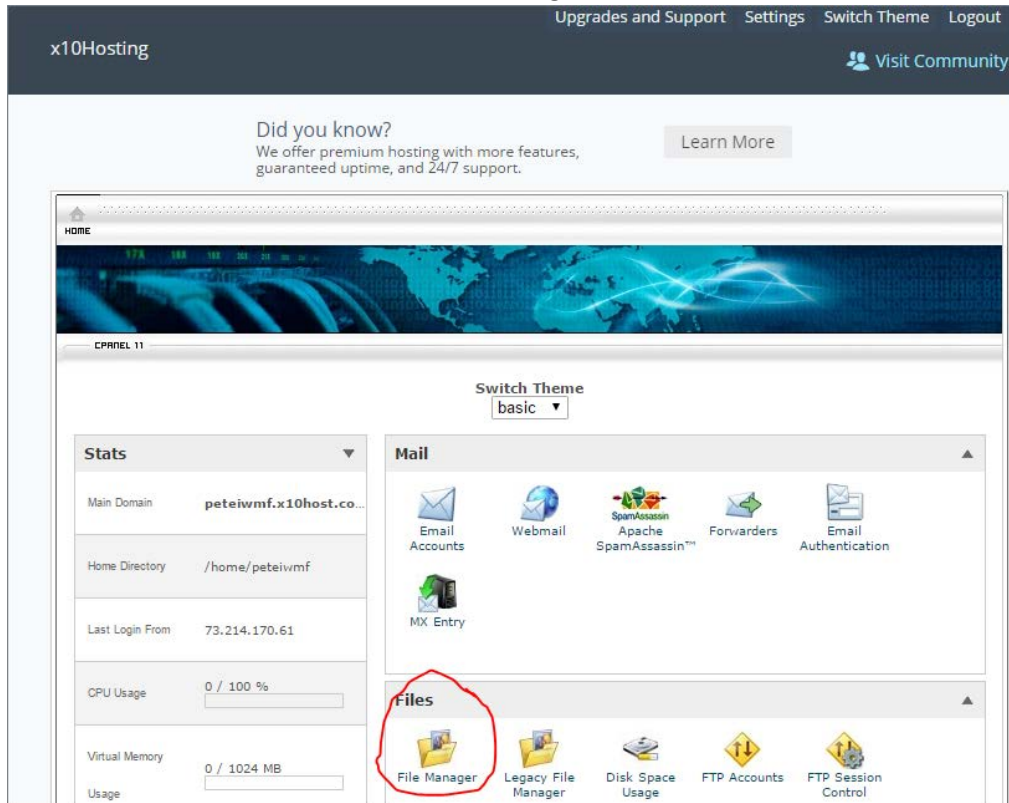 Upgrades and Support Settings Switch Theme Logout
x10Hosting
Visit Community
Did you know?
We offer premium hosting with more features,
guaranteed uptime, and 24/7 support.
Learn More
HOME
CPANEL 11
Switch Theme
basic
Stats
Main Domain peteiwmf.x10host.co...
Home Directory /home/peteiwmf
Last Login From 73.214.170.61
CPU Usage 0 / 100 %
Virtual Memory
Usage
0 / 1024 MB
Mail
Email
Accounts
Webmail
SpamAssassin
Apache
SpamAssassin™
Forwarders
Email
Authentication
MX Entry
Files
File Manager
Legacy File
Manager
Disk Space
Usage
FTP Accounts
FTP Session
Control